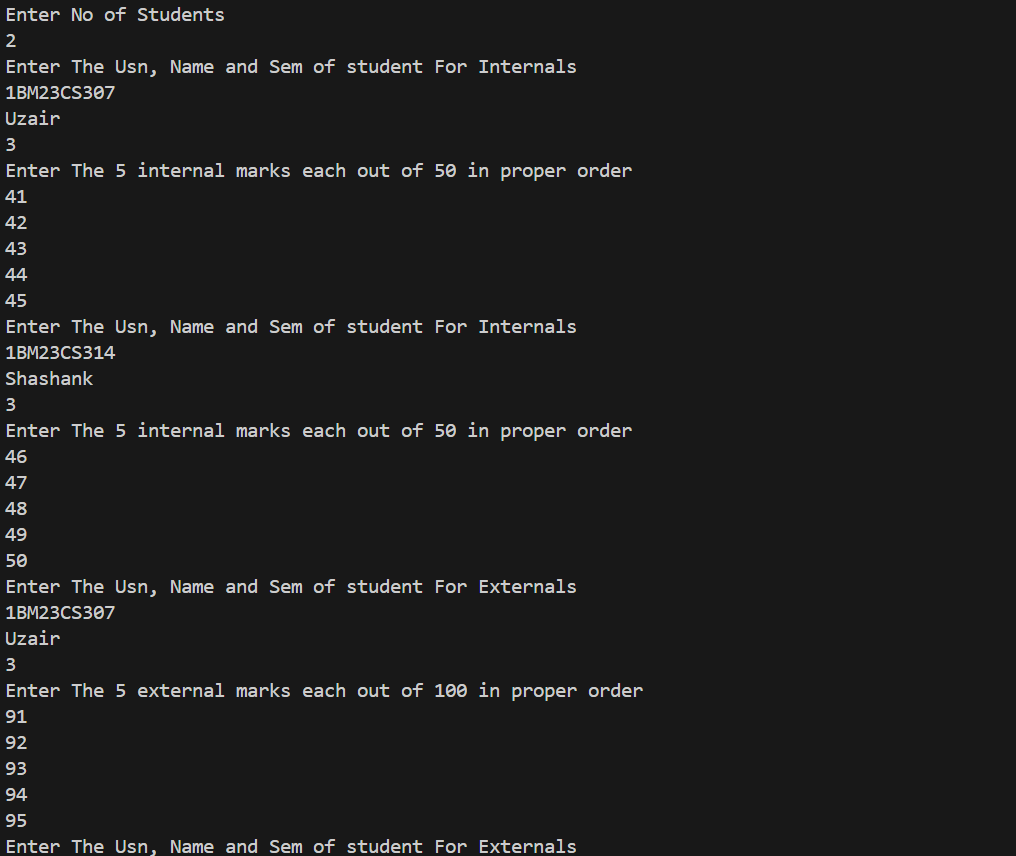 Enter No of Students
2
Enter The Usn, Name and Sem of student For Internals
1BM23CS307
Uzair
3
Enter The 5 internal marks each out of 50 in proper order
41
42
43
44
45
Enter The Usn, Name and Sem of student For Internals
1BM23CS314
Shashank
3
Enter The 5 internal marks each out of 50 in proper order
46
47
48
49
50
Enter The Usn, Name and Sem of student For Externals
1BM23CS307
Uzair
3
Enter The 5 external marks each out of 100 in proper order
91
92
93
94
95
Enter The Usn, Name and Sem of student For Externals